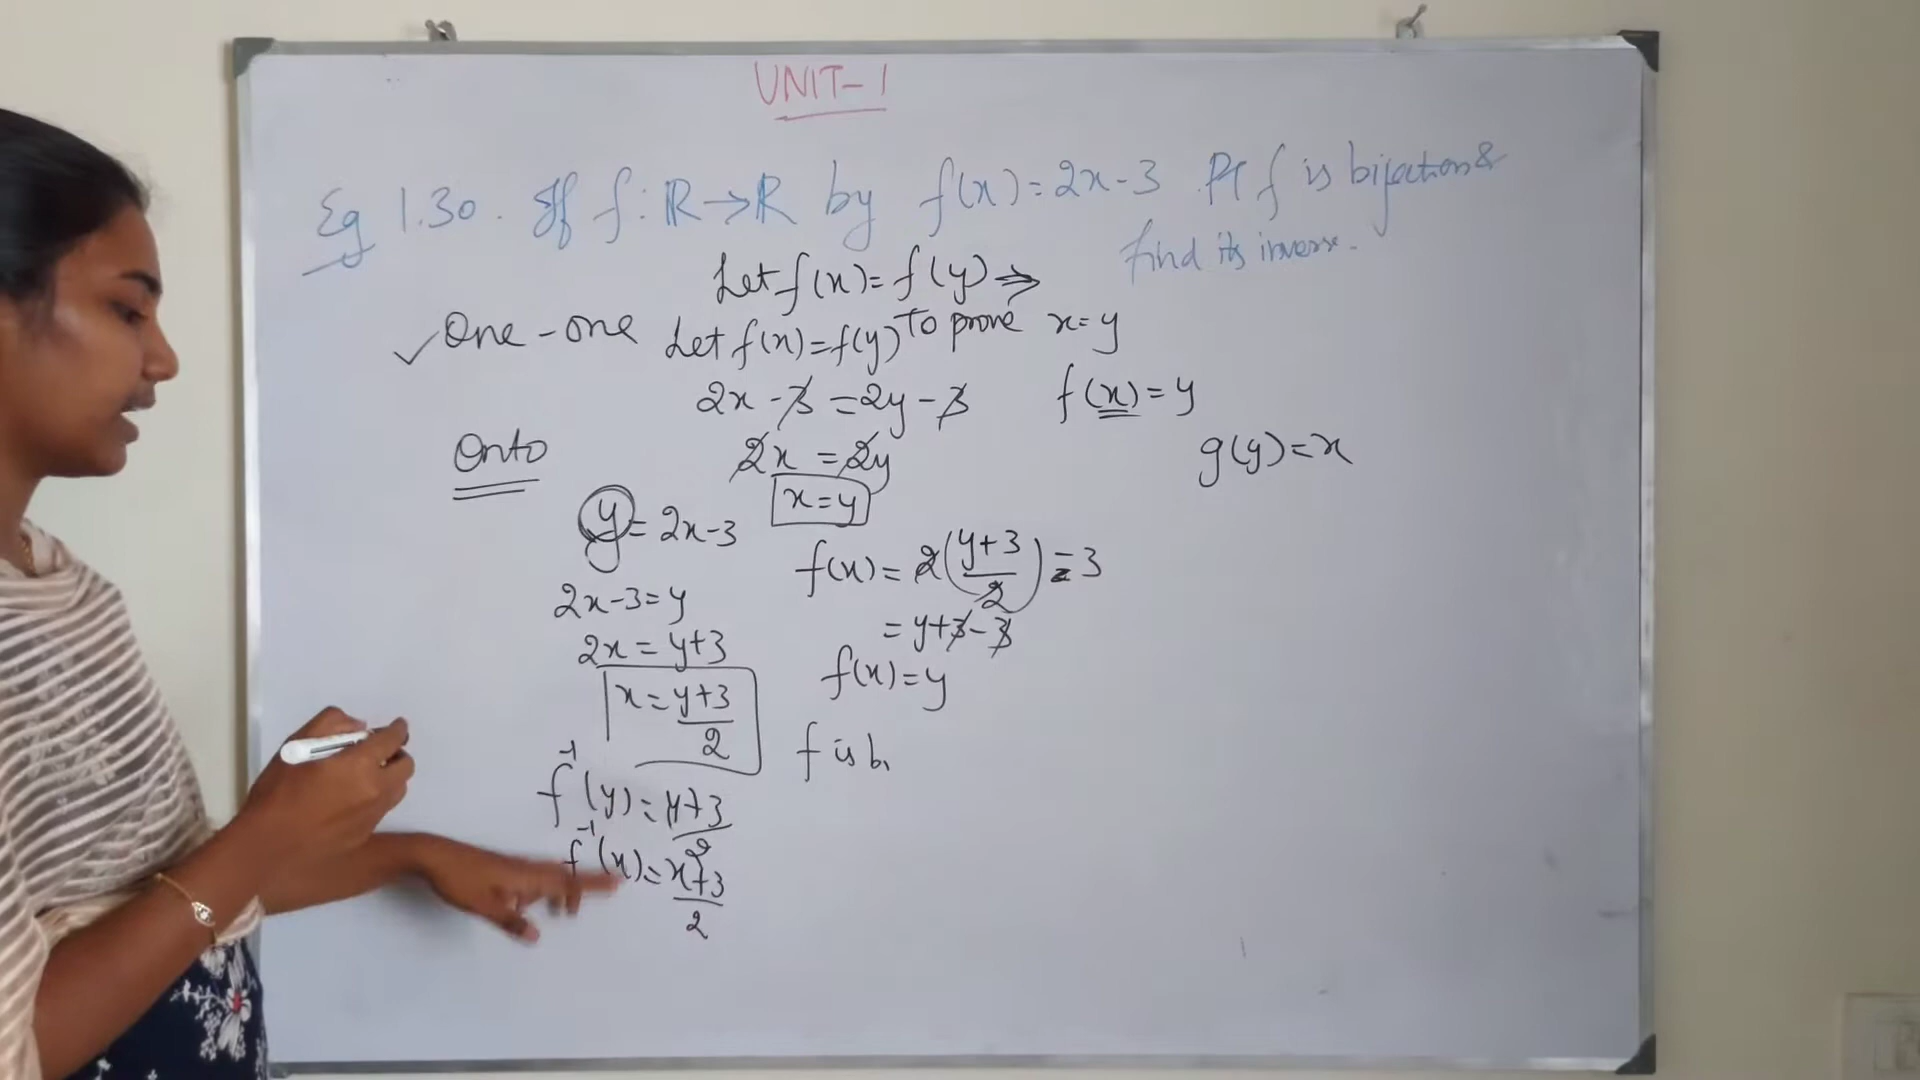 UNIT-1
Eg 1.30. If f: ℝ→ℝ by f(x)=2x-3. PT f is bijection &
find its inverse.
Let f(x)=f(y)⇒
✓ One-one Let f(x)=f(y) To prove x=y
2x-3=2y-3
f(x)=y
Onto
2x=2y
g(y)=x
x=y
y=2x-3
f(x)=2((y+3)/2)-3
2x-3=y
=y+3-3
2x=y+3
f(x)=y
x=(y+3)/2
f is b
f⁻¹(y)=(y+3)/2
f⁻¹(x)=(x+3)/2